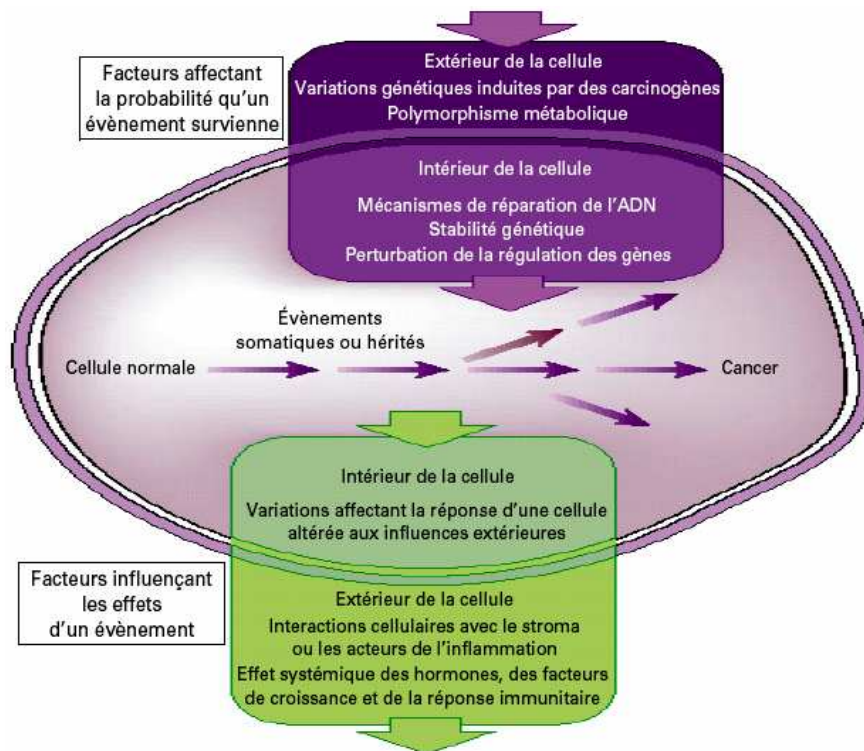 Facteurs affectant
la probabilité qu’un
évènement survienne
Extérieur de la cellule
Variations génétiques induites par des carcinogènes
Polymorphisme métabolique
Intérieur de la cellule
Mécanismes de réparation de l’ADN
Stabilité génétique
Perturbation de la régulation des gènes
Évènements
somatiques ou hérités
Cellule normale
Cancer
Intérieur de la cellule
Variations affectant la réponse d’une cellule
altérée aux influences extérieures
Facteurs influençant
les effets
d’un évènement
Extérieur de la cellule
Interactions cellulaires avec le stroma
ou les acteurs de l’inflammation
Effet systémique des hormones, des facteurs
de croissance et de la réponse immunitaire